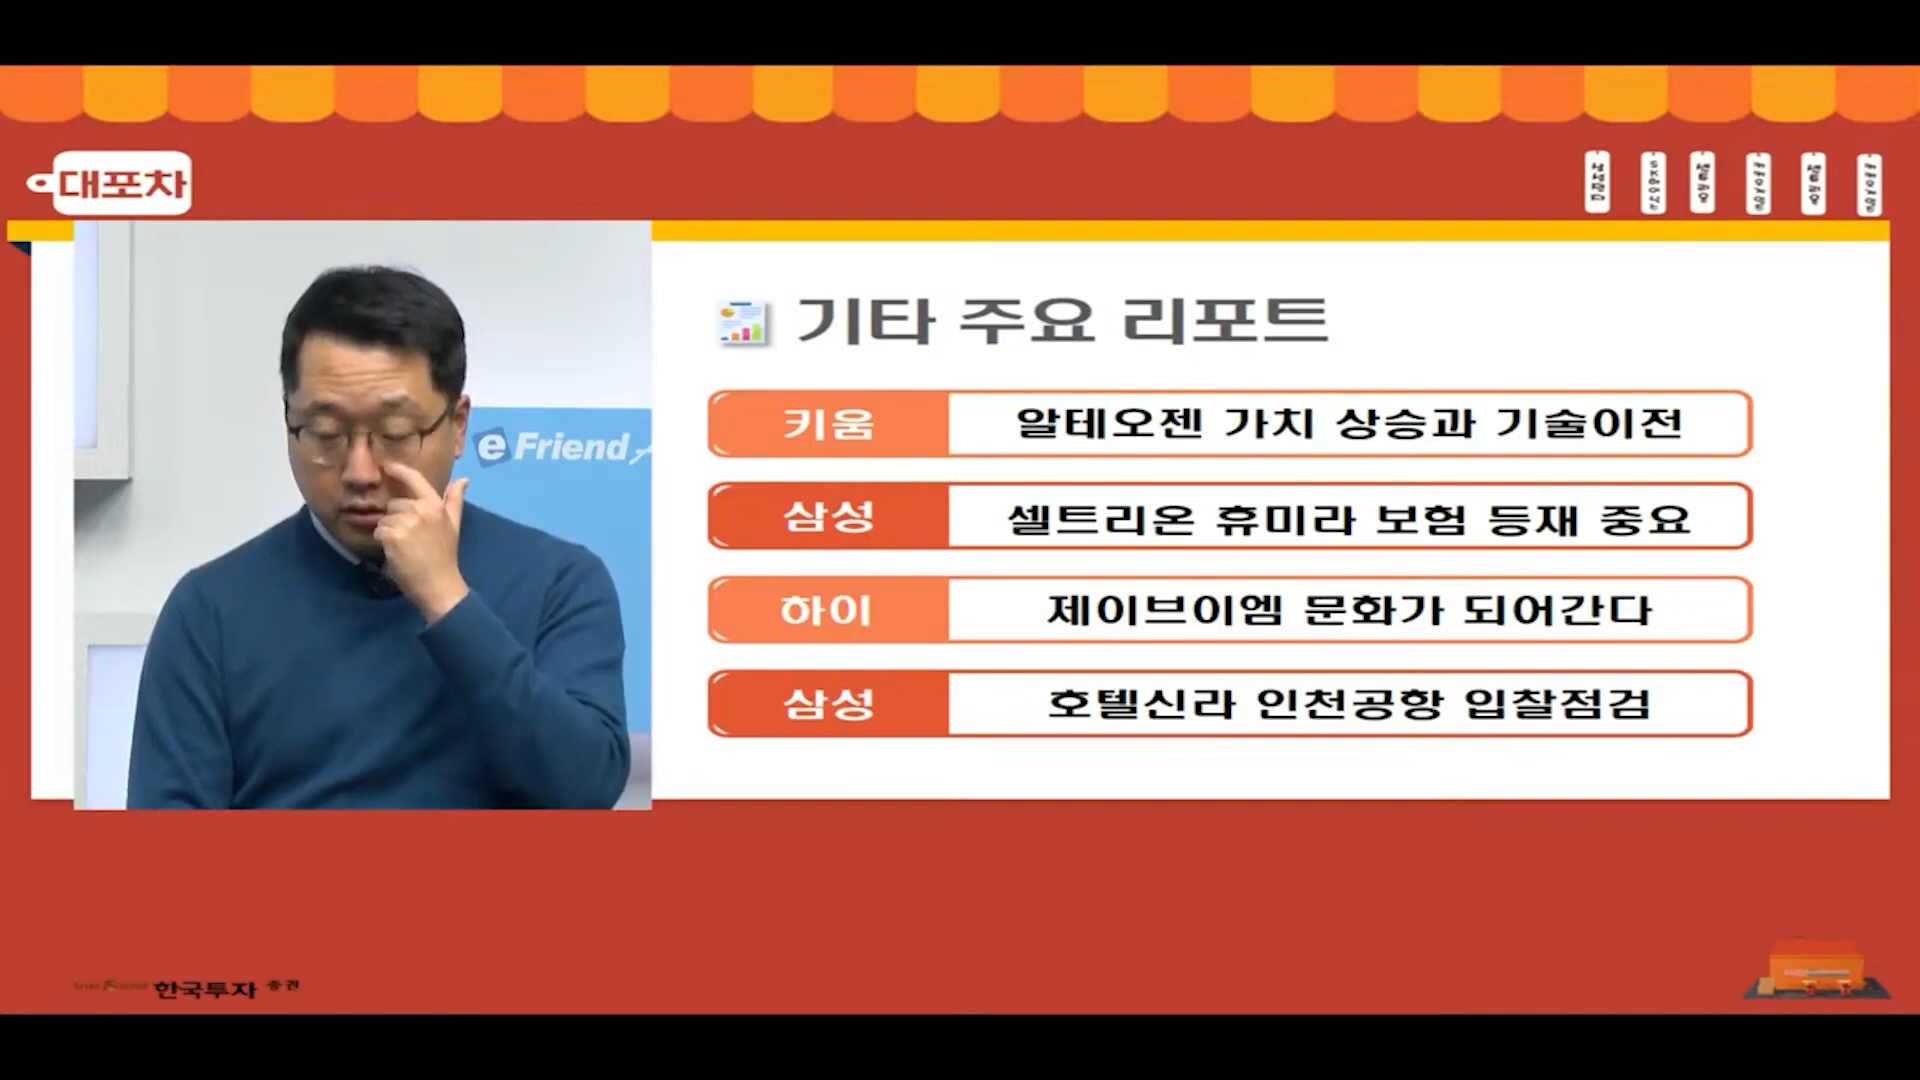 대포차
e Friend
기타 주요 리포트
키움 알테오젠 가치 상승과 기술이전
삼성 셀트리온 휴미라 보험 등재 중요
하이 제이브이엠 문화가 되어간다
삼성 호텔신라 인천공항 입찰점검
한국투자 증권